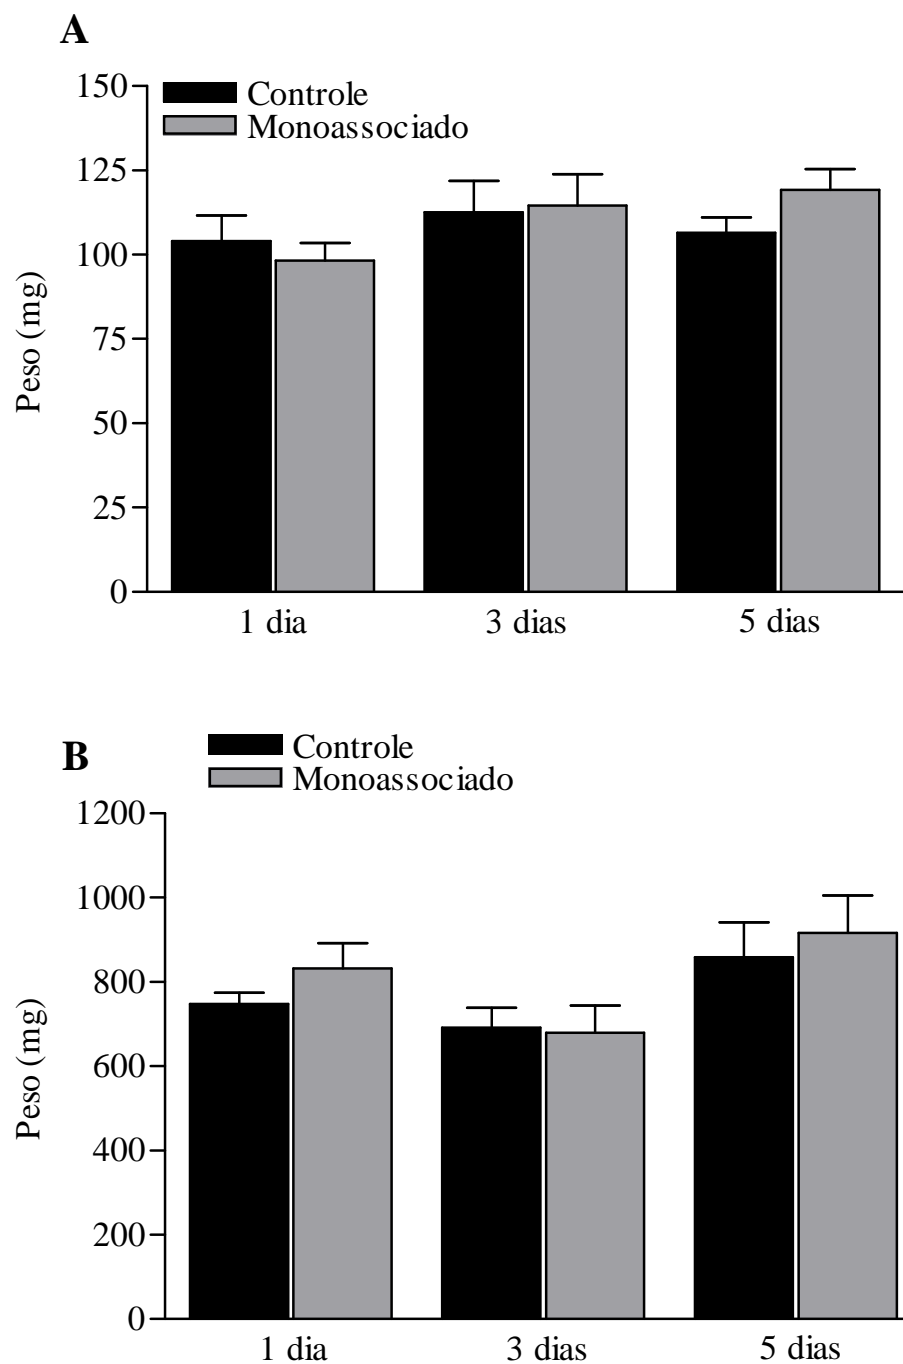 A
Controle
Monoassociado
150
125
100
75
50
25
0
Peso (mg)
1 dia 3 dias 5 dias
B
Controle
Monoassociado
1200
1000
800
600
400
200
0
Peso (mg)
1 dia 3 dias 5 dias